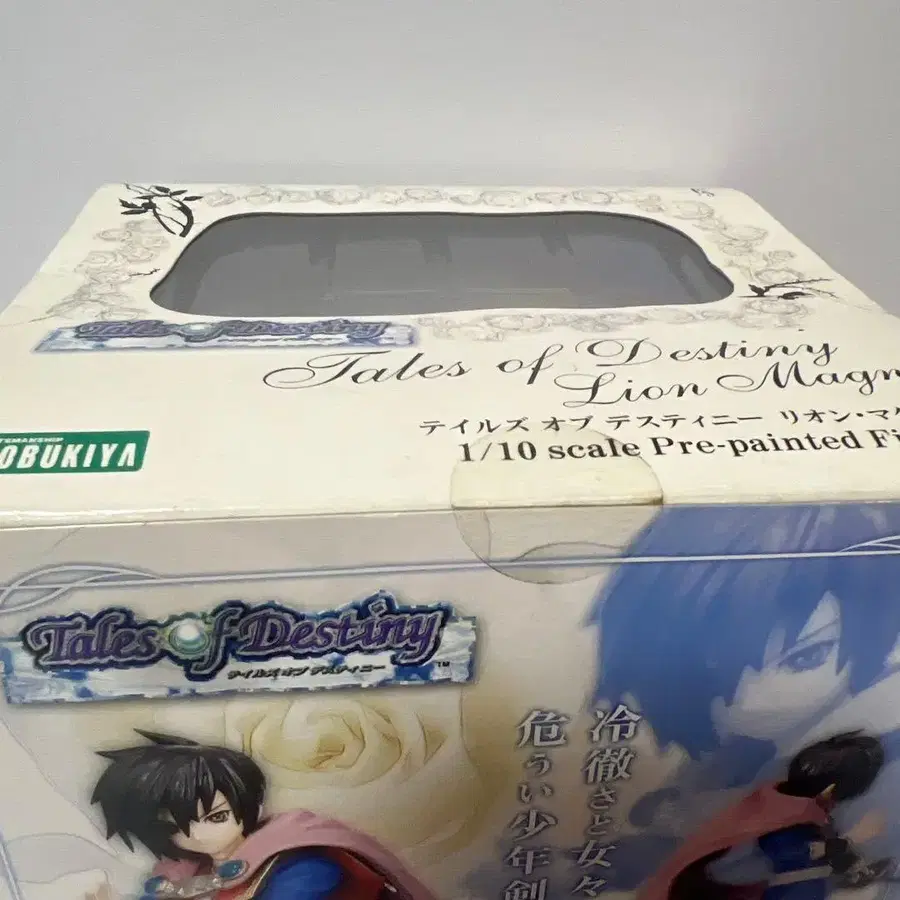 Tales of Destiny
Tales of Destiny
Lion Magn
テイルズ オブ デスティニー リオン・マグ
1/10 scale Pre-painted Fi
TSMANSHIP
OBUKIYA
Tales of Destiny™
テイルズ オブ デスティニー
冷徹さと女々
危うい少年剣